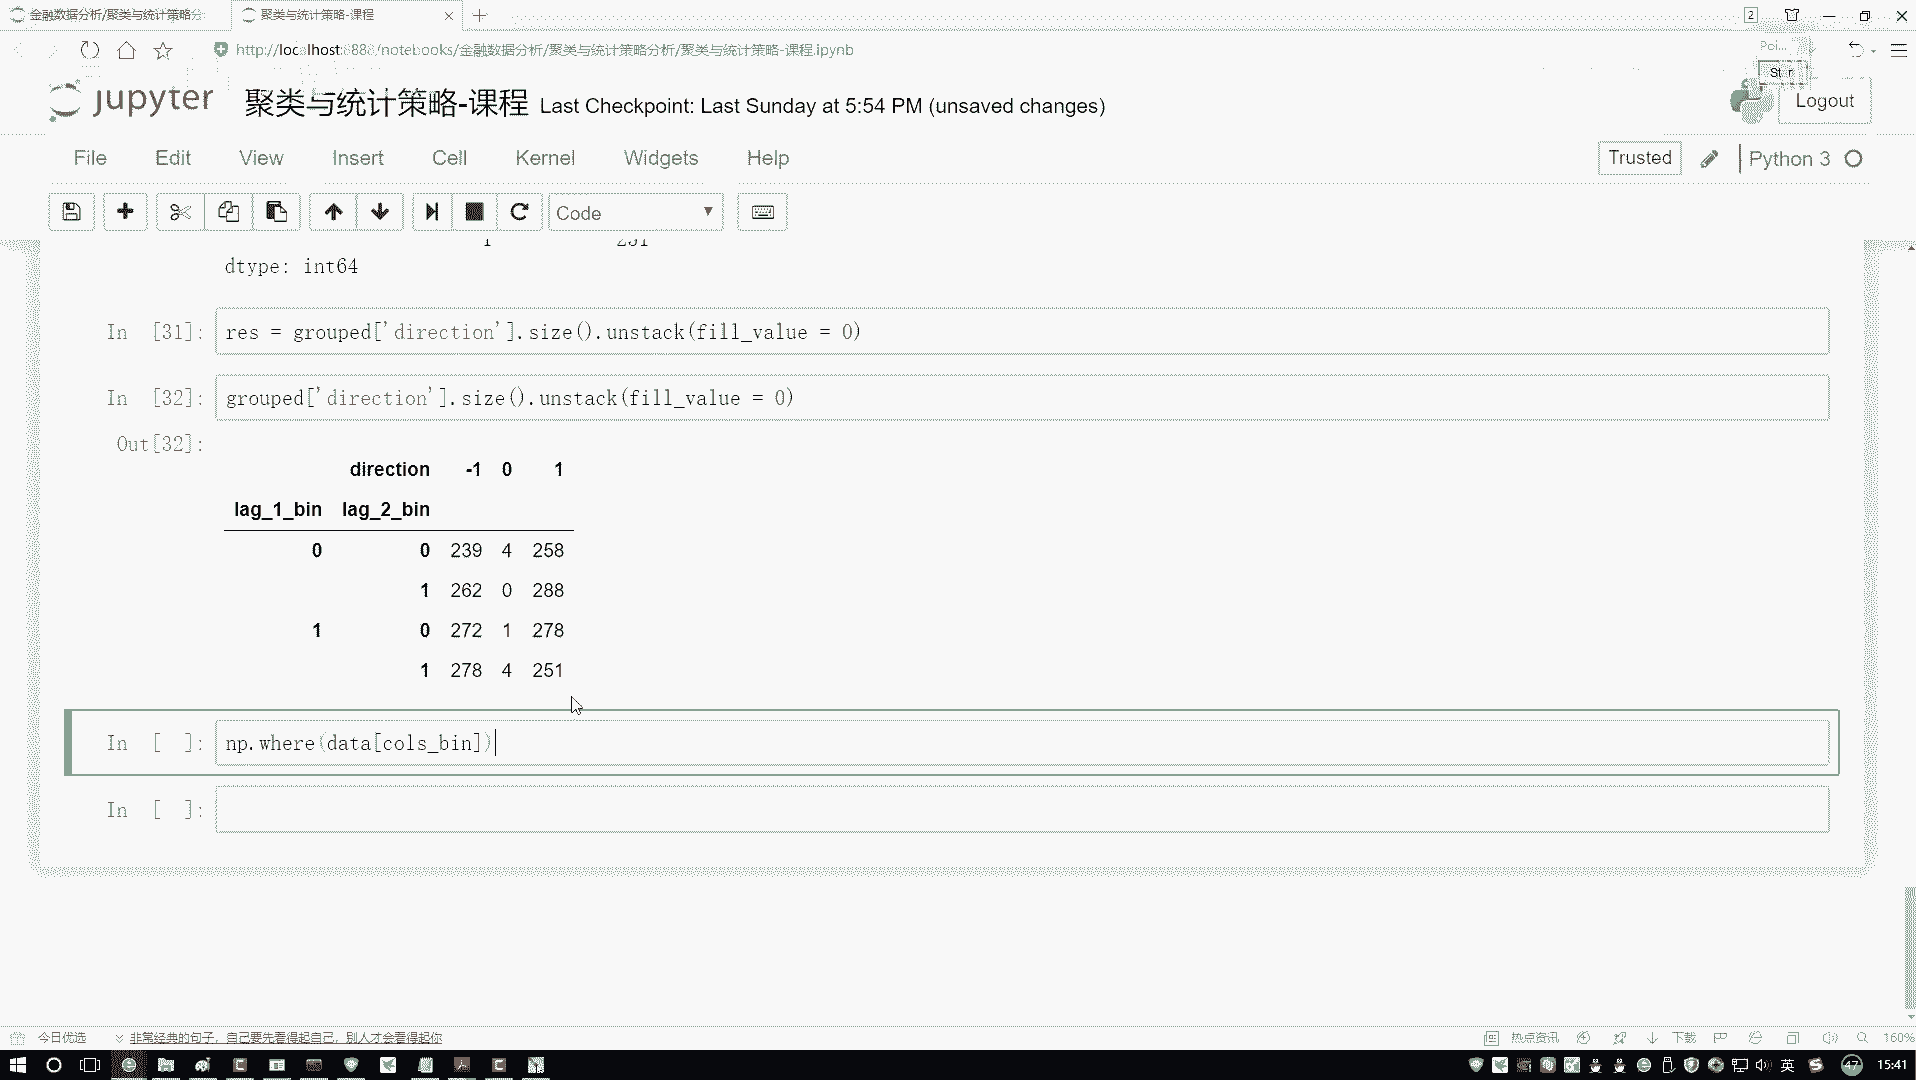 金融数据分析/聚类与统计策略分
聚类与统计策略-课程
2
http://localhost:8888/notebooks/金融数据分析/聚类与统计策略分析/聚类与统计策略-课程.ipynb
Poi...
jupyter 聚类与统计策略-课程 Last Checkpoint: Last Sunday at 5:54 PM (unsaved changes)
Logout
File Edit View Insert Cell Kernel Widgets Help
Trusted Python 3
Code
1 251
dtype: int64
In [31]: res = grouped['direction'].size().unstack(fill_value = 0)
In [32]: grouped['direction'].size().unstack(fill_value = 0)
Out[32]:
direction -1 0 1
lag_1_bin lag_2_bin
0 0 239 4 258
1 262 0 288
1 0 272 1 278
1 278 4 251
In [ ]: np.where(data[cols_bin])
In [ ]:
今日优选 非常经典的句子，自己要先看得起自己，别人才会看得起你
热点资讯 下载 160%
英 47 15:41